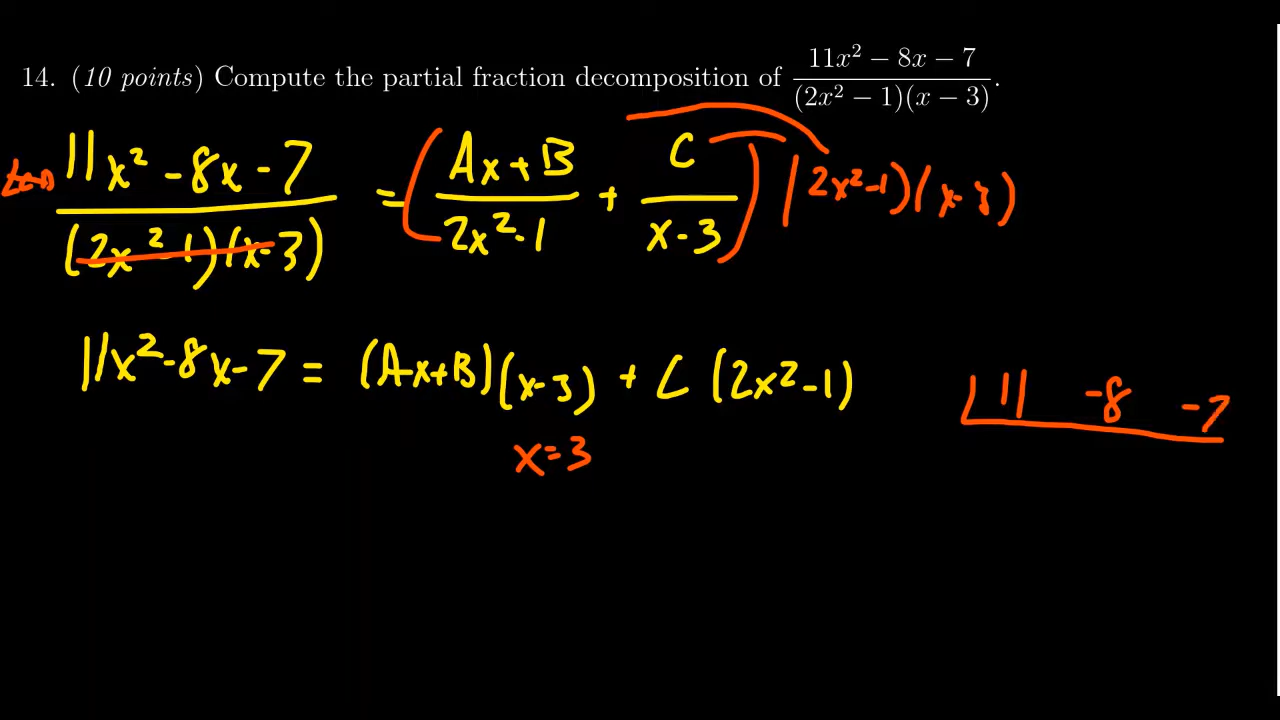 14. (10 points) Compute the partial fraction decomposition of (11x² − 8x − 7)/((2x² − 1)(x − 3)).
(11x² - 8x - 7)/((2x² - 1)(x - 3)) = ((Ax + B)/(2x² - 1) + C/(x - 3)) (2x² - 1)(x - 3)
11x² - 8x - 7 = (Ax + B)(x - 3) + C(2x² - 1)
11 -8 -7
x = 3